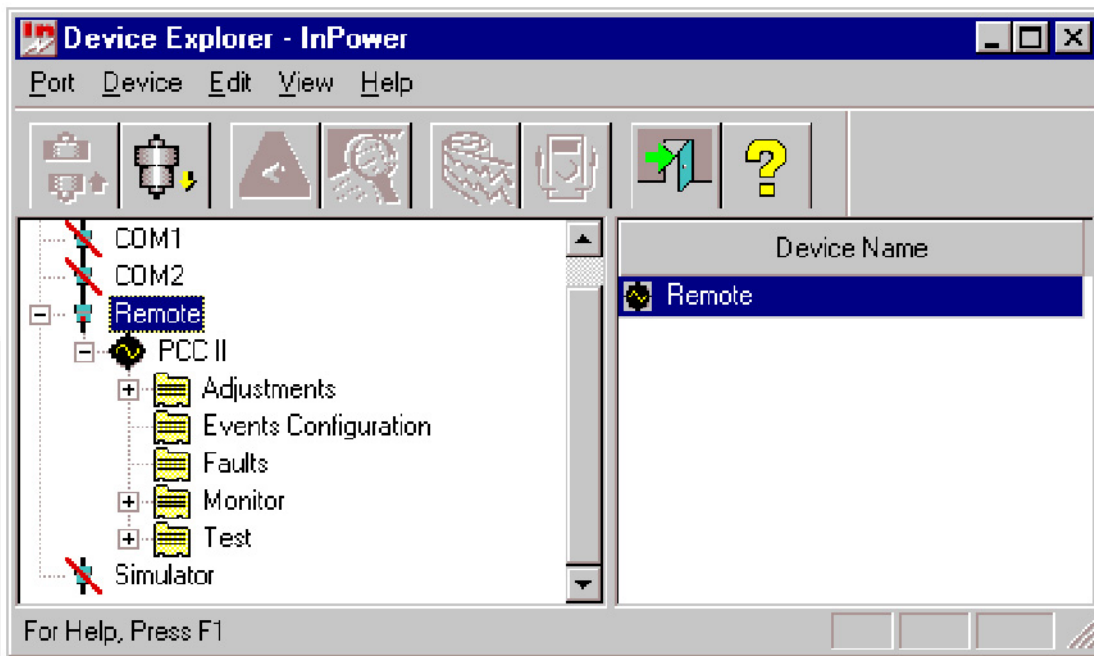 Device Explorer - InPower
Port Device Edit View Help
COM1
COM2
Remote
PCC II
Adjustments
Events Configuration
Faults
Monitor
Test
Simulator
Device Name
Remote
For Help, Press F1